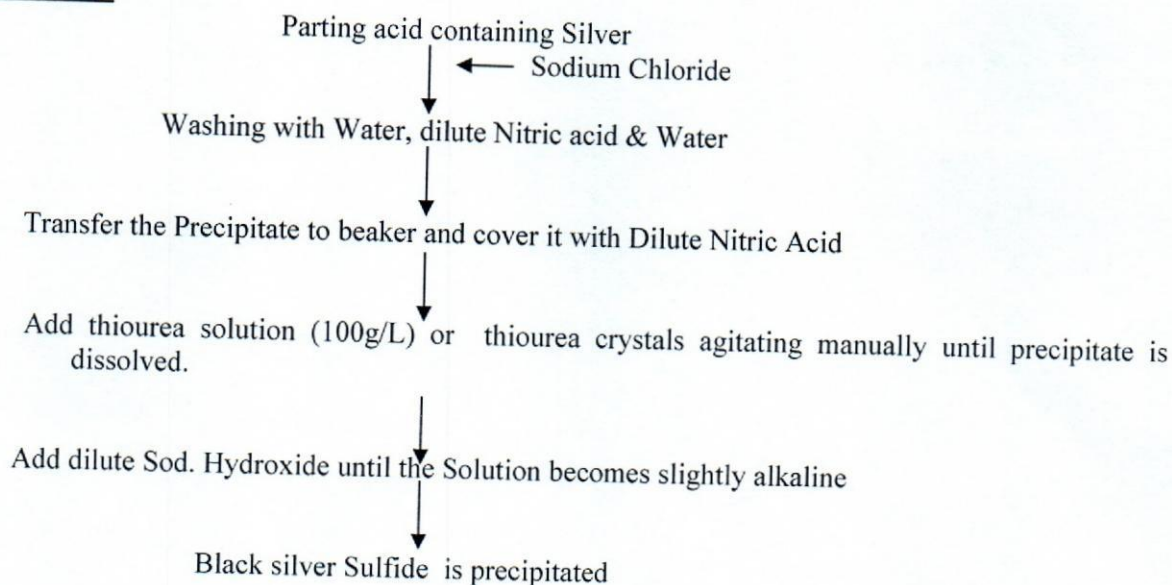 Parting acid containing Silver
Sodium Chloride
Washing with Water, dilute Nitric acid & Water
Transfer the Precipitate to beaker and cover it with Dilute Nitric Acid
Add thiourea solution (100g/L) or thiourea crystals agitating manually until precipitate is
dissolved.
Add dilute Sod. Hydroxide until the Solution becomes slightly alkaline
Black silver Sulfide is precipitated